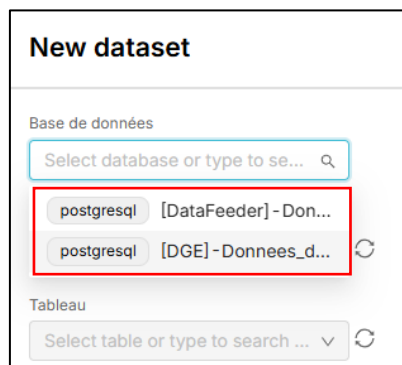 New dataset
Base de données
Select database or type to se...
postgresql [DataFeeder]-Don...
postgresql [DGE]-Donnees_d...
Tableau
Select table or type to search ...